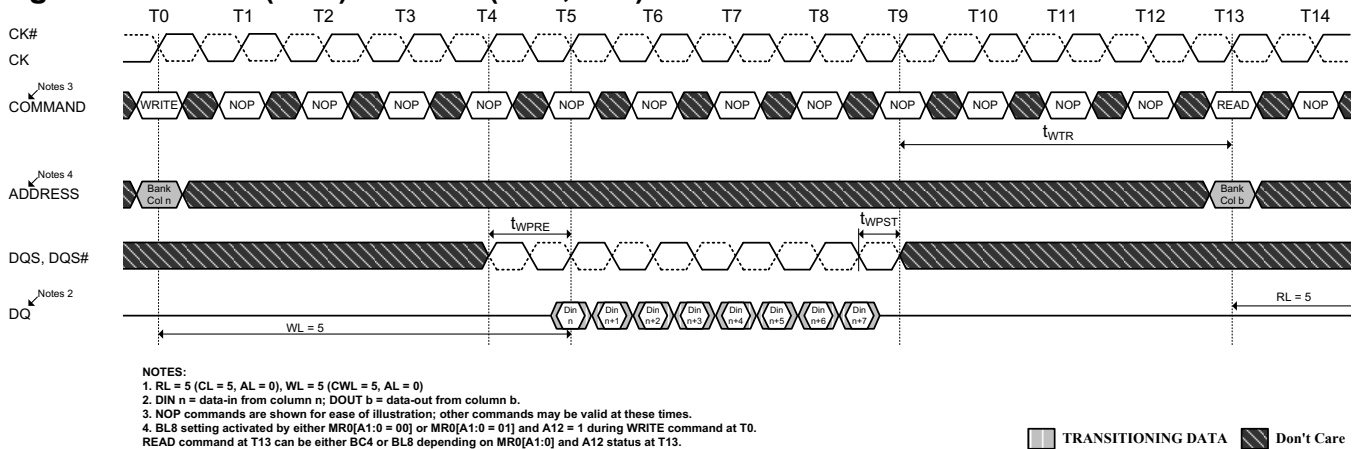 T0 T1 T2 T3 T4 T5 T6 T7 T8 T9 T10 T11 T12 T13 T14
CK#
CK
Notes 3
COMMAND
WRITE NOP NOP NOP NOP NOP NOP NOP NOP NOP NOP NOP NOP READ NOP
tWTR
Notes 4
ADDRESS
Bank
Col n
Bank
Col b
tWPRE
tWPST
DQS, DQS#
Notes 2
DQ
Din
n
Din
n+1
Din
n+2
Din
n+3
Din
n+4
Din
n+5
Din
n+6
Din
n+7
RL = 5
WL = 5
NOTES:
1. RL = 5 (CL = 5, AL = 0), WL = 5 (CWL = 5, AL = 0)
2. DIN n = data-in from column n; DOUT b = data-out from column b.
3. NOP commands are shown for ease of illustration; other commands may be valid at these times.
4. BL8 setting activated by either MR0[A1:0 = 00] or MR0[A1:0 = 01] and A12 = 1 during WRITE command at T0.
READ command at T13 can be either BC4 or BL8 depending on MR0[A1:0] and A12 status at T13.
TRANSITIONING DATA Don't Care